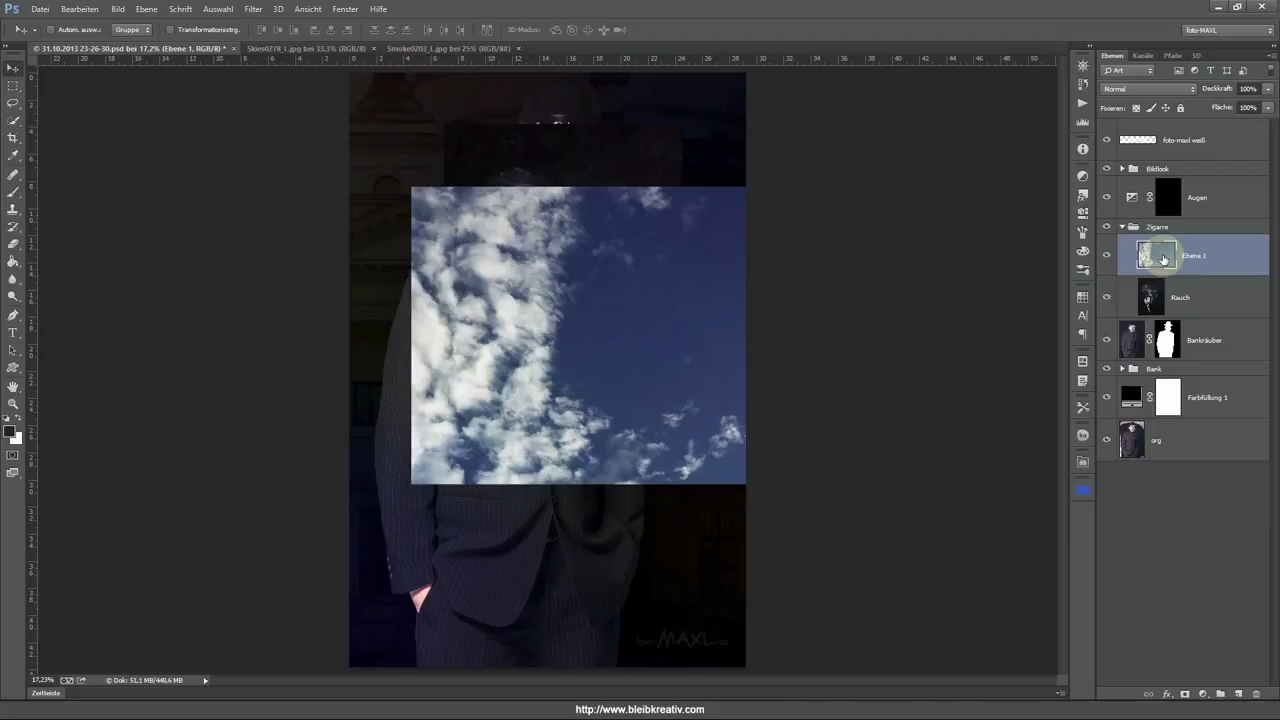 Ps Datei Bearbeiten Bild Ebene Schrift Auswahl Filter 3D Ansicht Fenster Hilfe
Autom. ausw.: Gruppe Transformationsstrg. 3D-Modus: foto-MAXL
31.10.2013 23-26-30.psd bei 17,2% (Ebene 1, RGB/8) * × Skies0278_L.jpg bei 33,3% (RGB/8) × Smoke0203_L.jpg bei 25% (RGB/8#) ×
Ebenen Kanäle Pfade 3D
Art
Normal Deckkraft: 100%
Fixieren: Fläche: 100%
foto-maxl weiß
Bildlook
Augen
Zigarre
Ebene 1
Rauch
Bankräuber
Bank
Farbfüllung 1
org
foto-MAXL.de
17,23% Dok: 51,1 MB/448,6 MB
Zeitleiste
http://www.bleibkreativ.com